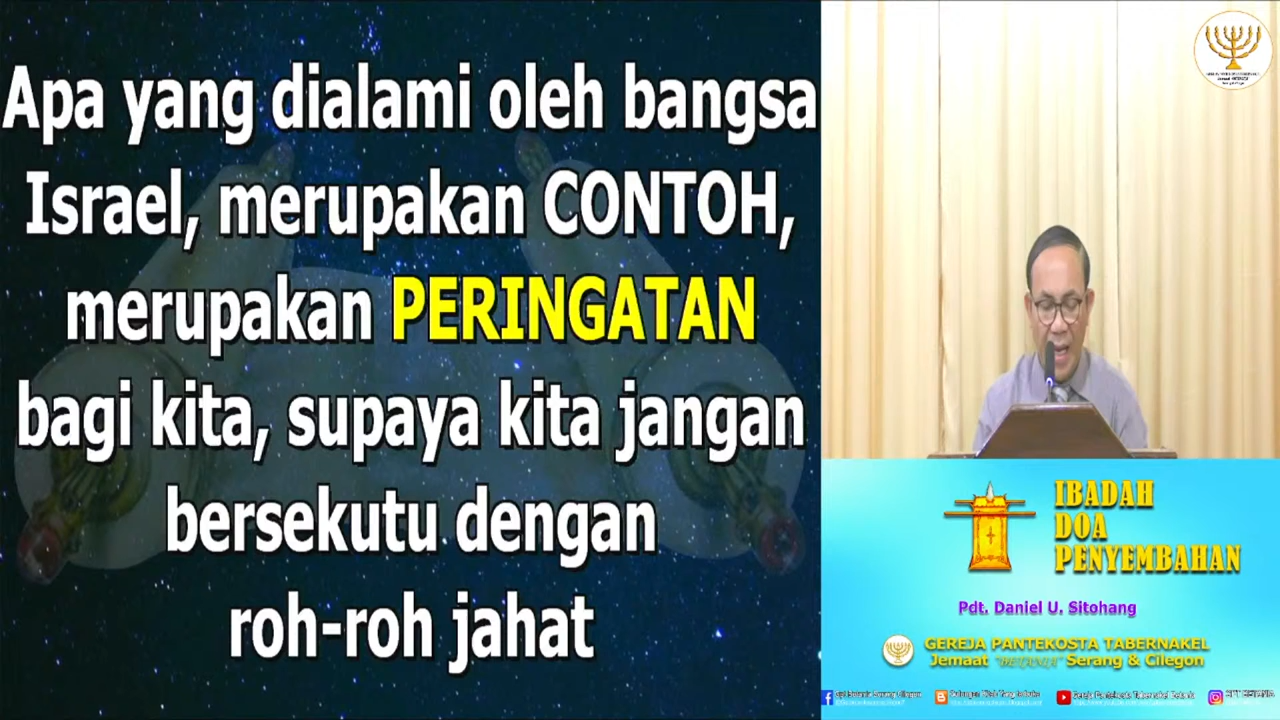 Apa yang dialami oleh bangsa
Israel, merupakan CONTOH,
merupakan PERINGATAN
bagi kita, supaya kita jangan
bersekutu dengan
roh-roh jahat
IBADAH
DOA
PENYEMBAHAN
Pdt. Daniel U. Sitohang
GEREJA PANTEKOSTA TABERNAKEL
Jemaat "BETANIA" Serang & Cilegon